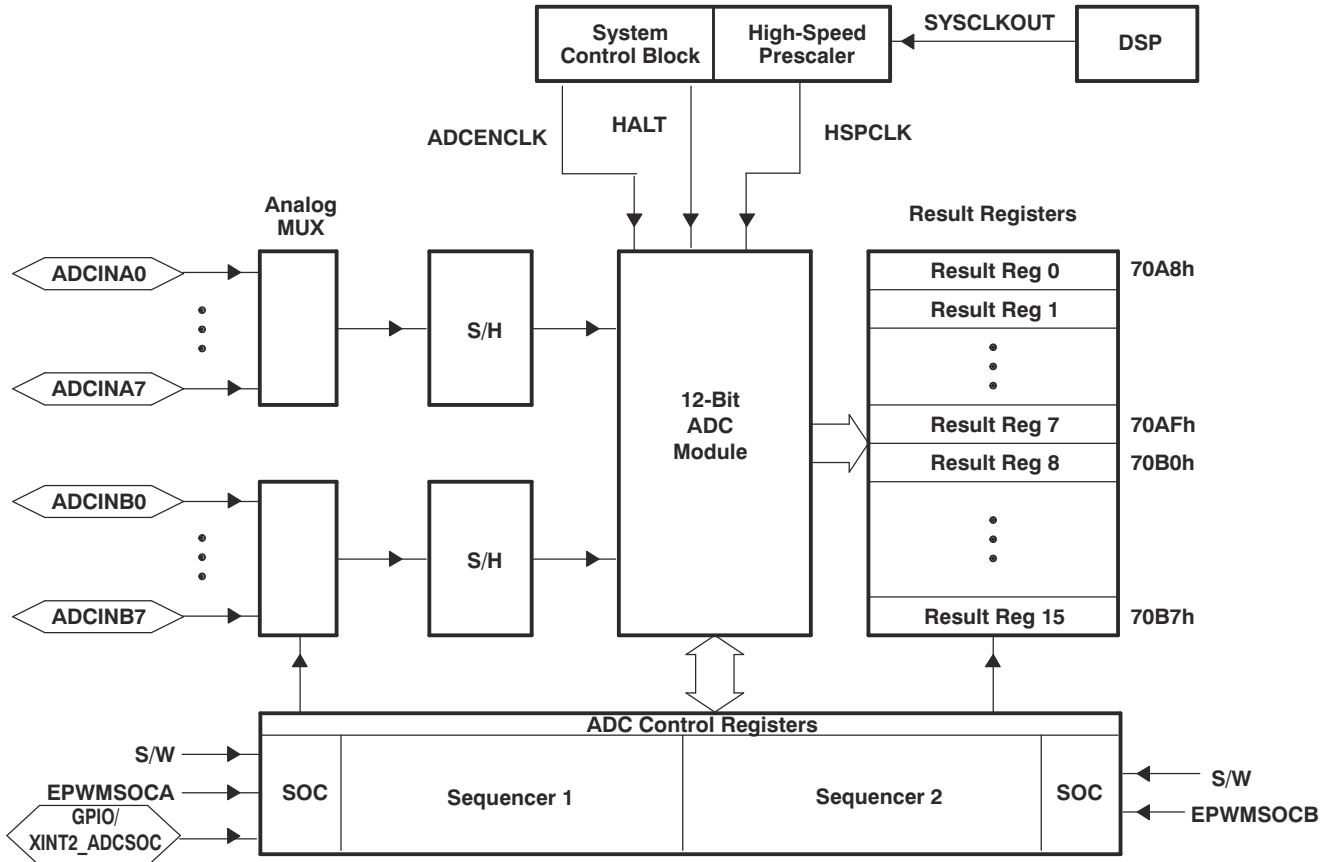 System
Control Block
High-Speed
Prescaler
SYSCLKOUT
DSP
ADCENCLK
HALT
HSPCLK
Analog
MUX
Result Registers
ADCINA0
ADCINA7
S/H
12-Bit
ADC
Module
Result Reg 0
70A8h
Result Reg 1
Result Reg 7
70AFh
Result Reg 8
70B0h
Result Reg 15
70B7h
ADCINB0
ADCINB7
S/H
ADC Control Registers
S/W
EPWMSOCA
GPIO/
XINT2_ADCSOC
SOC
Sequencer 1
Sequencer 2
SOC
S/W
EPWMSOCB